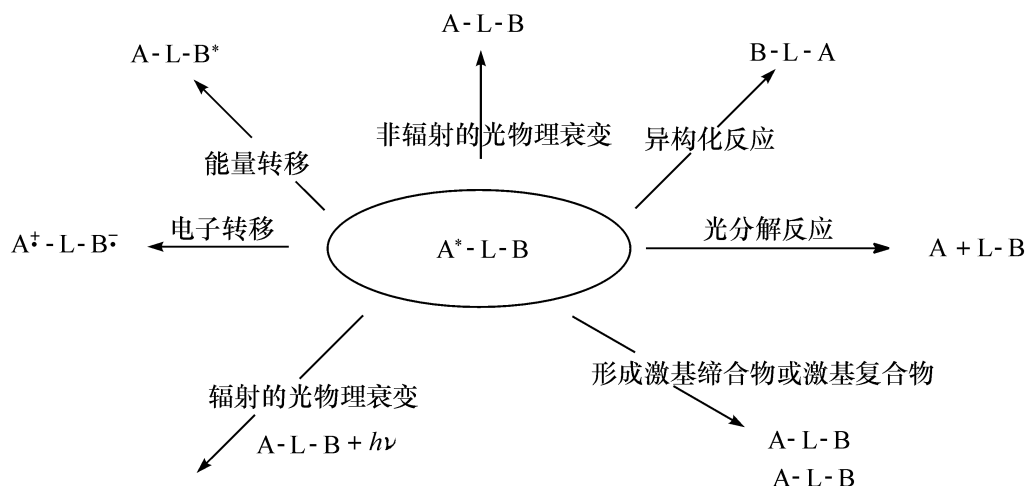 A-L-B
A-L-B*
B-L-A
非辐射的光物理衰变
异构化反应
能量转移
电子转移
光分解反应
A•⁺-L-B•⁻
A*-L-B
A+L-B
形成激基缔合物或激基复合物
辐射的光物理衰变
A-L-B+hν
A-L-B
A-L-B